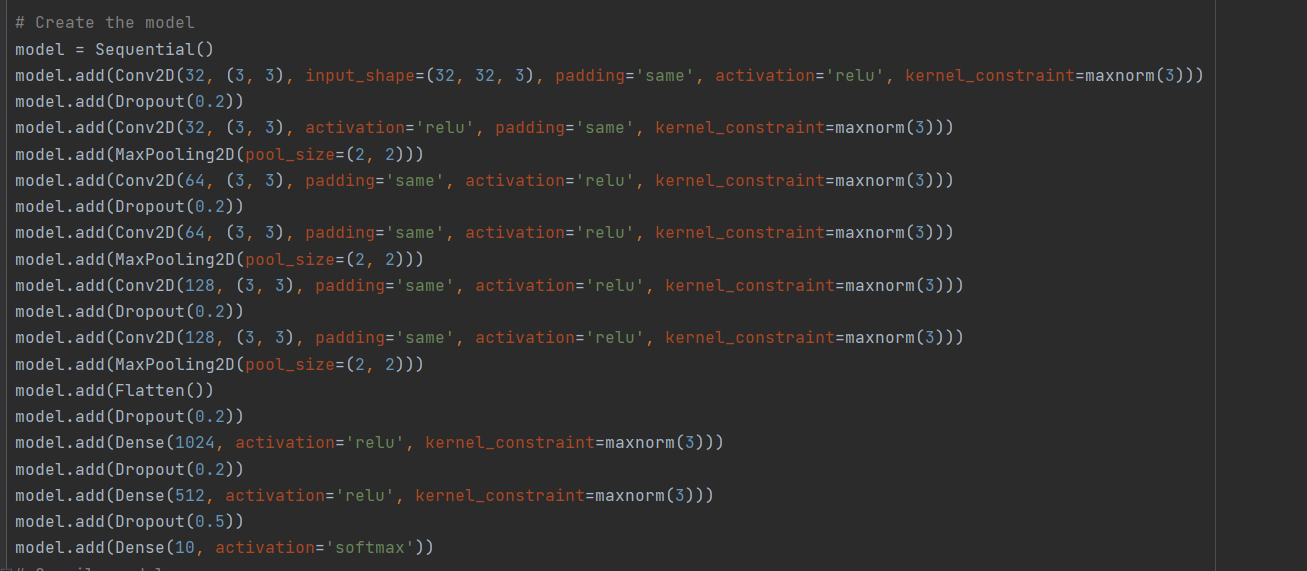 # Create the model
model = Sequential()
model.add(Conv2D(32, (3, 3), input_shape=(32, 32, 3), padding='same', activation='relu', kernel_constraint=maxnorm(3)))
model.add(Dropout(0.2))
model.add(Conv2D(32, (3, 3), activation='relu', padding='same', kernel_constraint=maxnorm(3)))
model.add(MaxPooling2D(pool_size=(2, 2)))
model.add(Conv2D(64, (3, 3), padding='same', activation='relu', kernel_constraint=maxnorm(3)))
model.add(Dropout(0.2))
model.add(Conv2D(64, (3, 3), padding='same', activation='relu', kernel_constraint=maxnorm(3)))
model.add(MaxPooling2D(pool_size=(2, 2)))
model.add(Conv2D(128, (3, 3), padding='same', activation='relu', kernel_constraint=maxnorm(3)))
model.add(Dropout(0.2))
model.add(Conv2D(128, (3, 3), padding='same', activation='relu', kernel_constraint=maxnorm(3)))
model.add(MaxPooling2D(pool_size=(2, 2)))
model.add(Flatten())
model.add(Dropout(0.2))
model.add(Dense(1024, activation='relu', kernel_constraint=maxnorm(3)))
model.add(Dropout(0.2))
model.add(Dense(512, activation='relu', kernel_constraint=maxnorm(3)))
model.add(Dropout(0.5))
model.add(Dense(10, activation='softmax'))